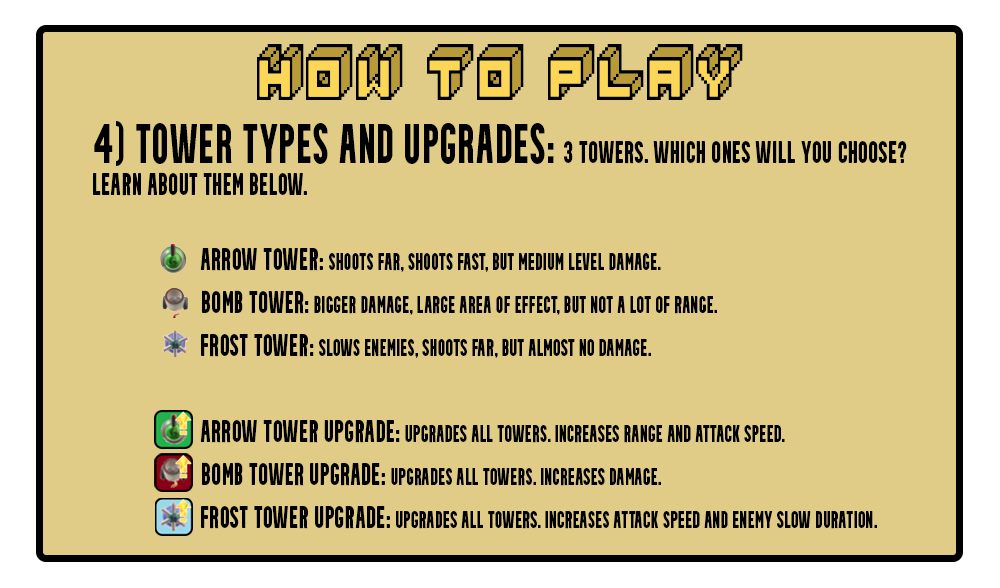 HOW TO PLAY
4) TOWER TYPES AND UPGRADES: 3 TOWERS. WHICH ONES WILL YOU CHOOSE?
LEARN ABOUT THEM BELOW.
ARROW TOWER: SHOOTS FAR, SHOOTS FAST, BUT MEDIUM LEVEL DAMAGE.
BOMB TOWER: BIGGER DAMAGE, LARGE AREA OF EFFECT, BUT NOT A LOT OF RANGE.
FROST TOWER: SLOWS ENEMIES, SHOOTS FAR, BUT ALMOST NO DAMAGE.
ARROW TOWER UPGRADE: UPGRADES ALL TOWERS. INCREASES RANGE AND ATTACK SPEED.
BOMB TOWER UPGRADE: UPGRADES ALL TOWERS. INCREASES DAMAGE.
FROST TOWER UPGRADE: UPGRADES ALL TOWERS. INCREASES ATTACK SPEED AND ENEMY SLOW DURATION.